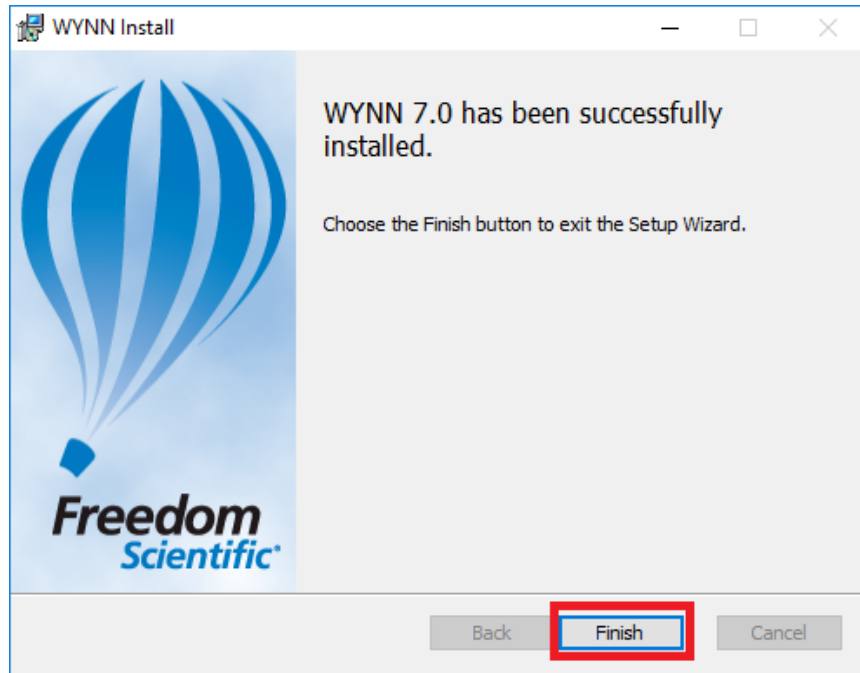 WYNN Install
WYNN 7.0 has been successfully
installed.
Choose the Finish button to exit the Setup Wizard.
Freedom
Scientific
Back Finish Cancel